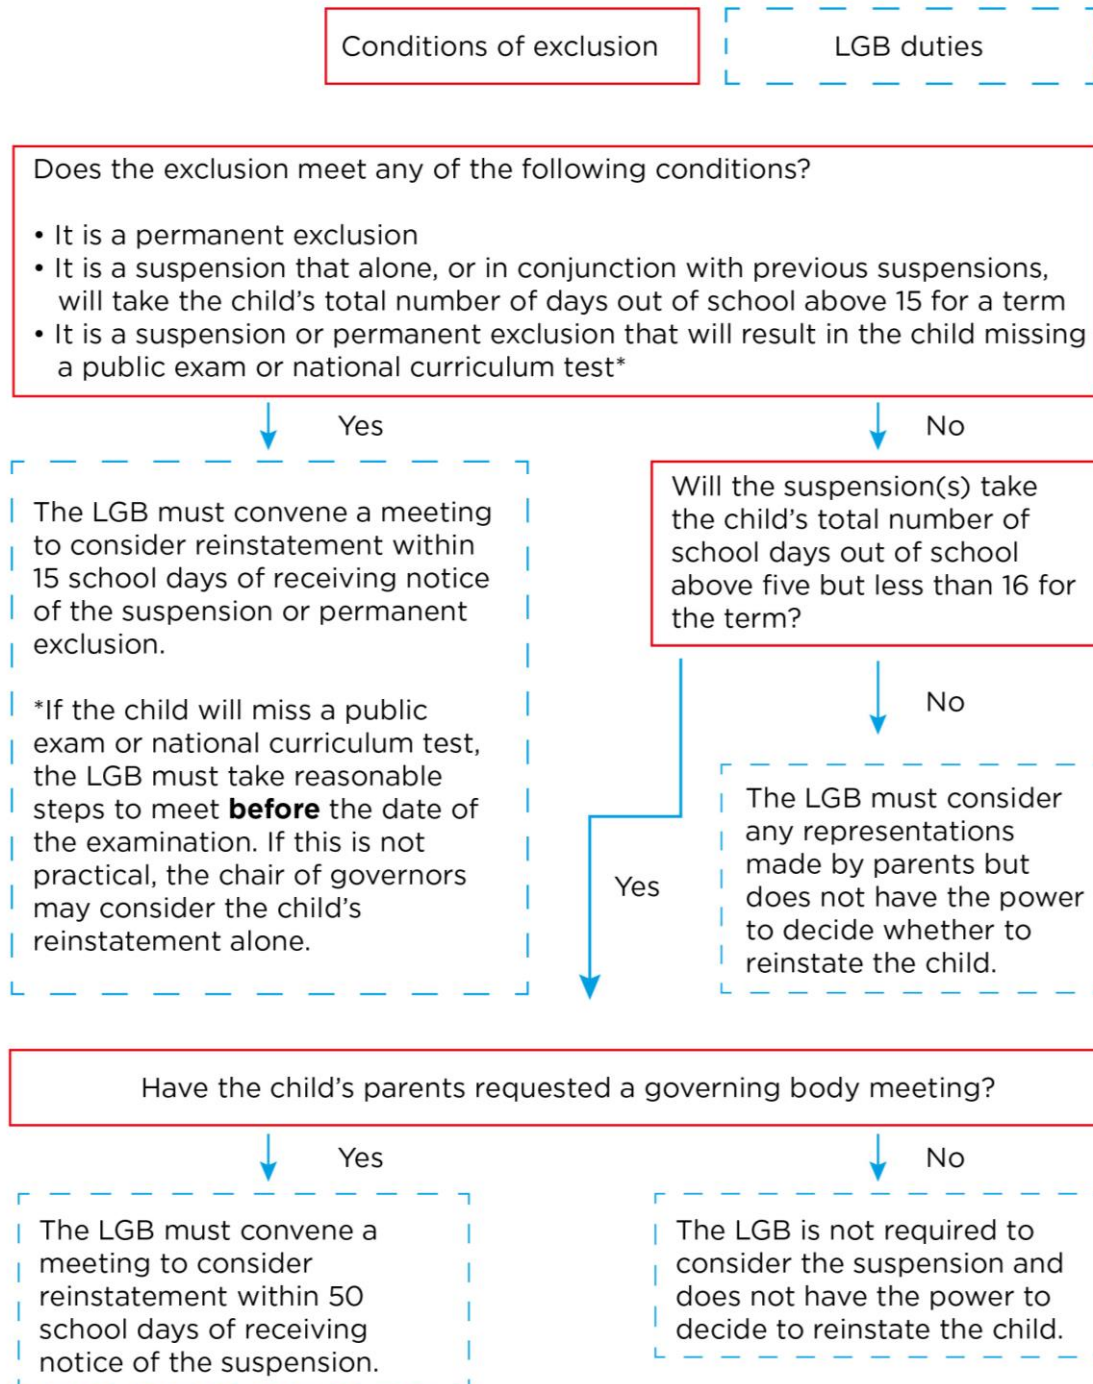 Conditions of exclusion
LGB duties
Does the exclusion meet any of the following conditions?
• It is a permanent exclusion
• It is a suspension that alone, or in conjunction with previous suspensions,
will take the child's total number of days out of school above 15 for a term
• It is a suspension or permanent exclusion that will result in the child missing
a public exam or national curriculum test*
Yes
No
The LGB must convene a meeting
to consider reinstatement within
15 school days of receiving notice
of the suspension or permanent
exclusion.
*If the child will miss a public
exam or national curriculum test,
the LGB must take reasonable
steps to meet before the date of
the examination. If this is not
practical, the chair of governors
may consider the child's
reinstatement alone.
Will the suspension(s) take
the child's total number of
school days out of school
above five but less than 16 for
the term?
No
The LGB must consider
any representations
made by parents but
does not have the power
to decide whether to
reinstate the child.
Yes
Have the child's parents requested a governing body meeting?
Yes
No
The LGB must convene a
meeting to consider
reinstatement within 50
school days of receiving
notice of the suspension.
The LGB is not required to
consider the suspension and
does not have the power to
decide to reinstate the child.